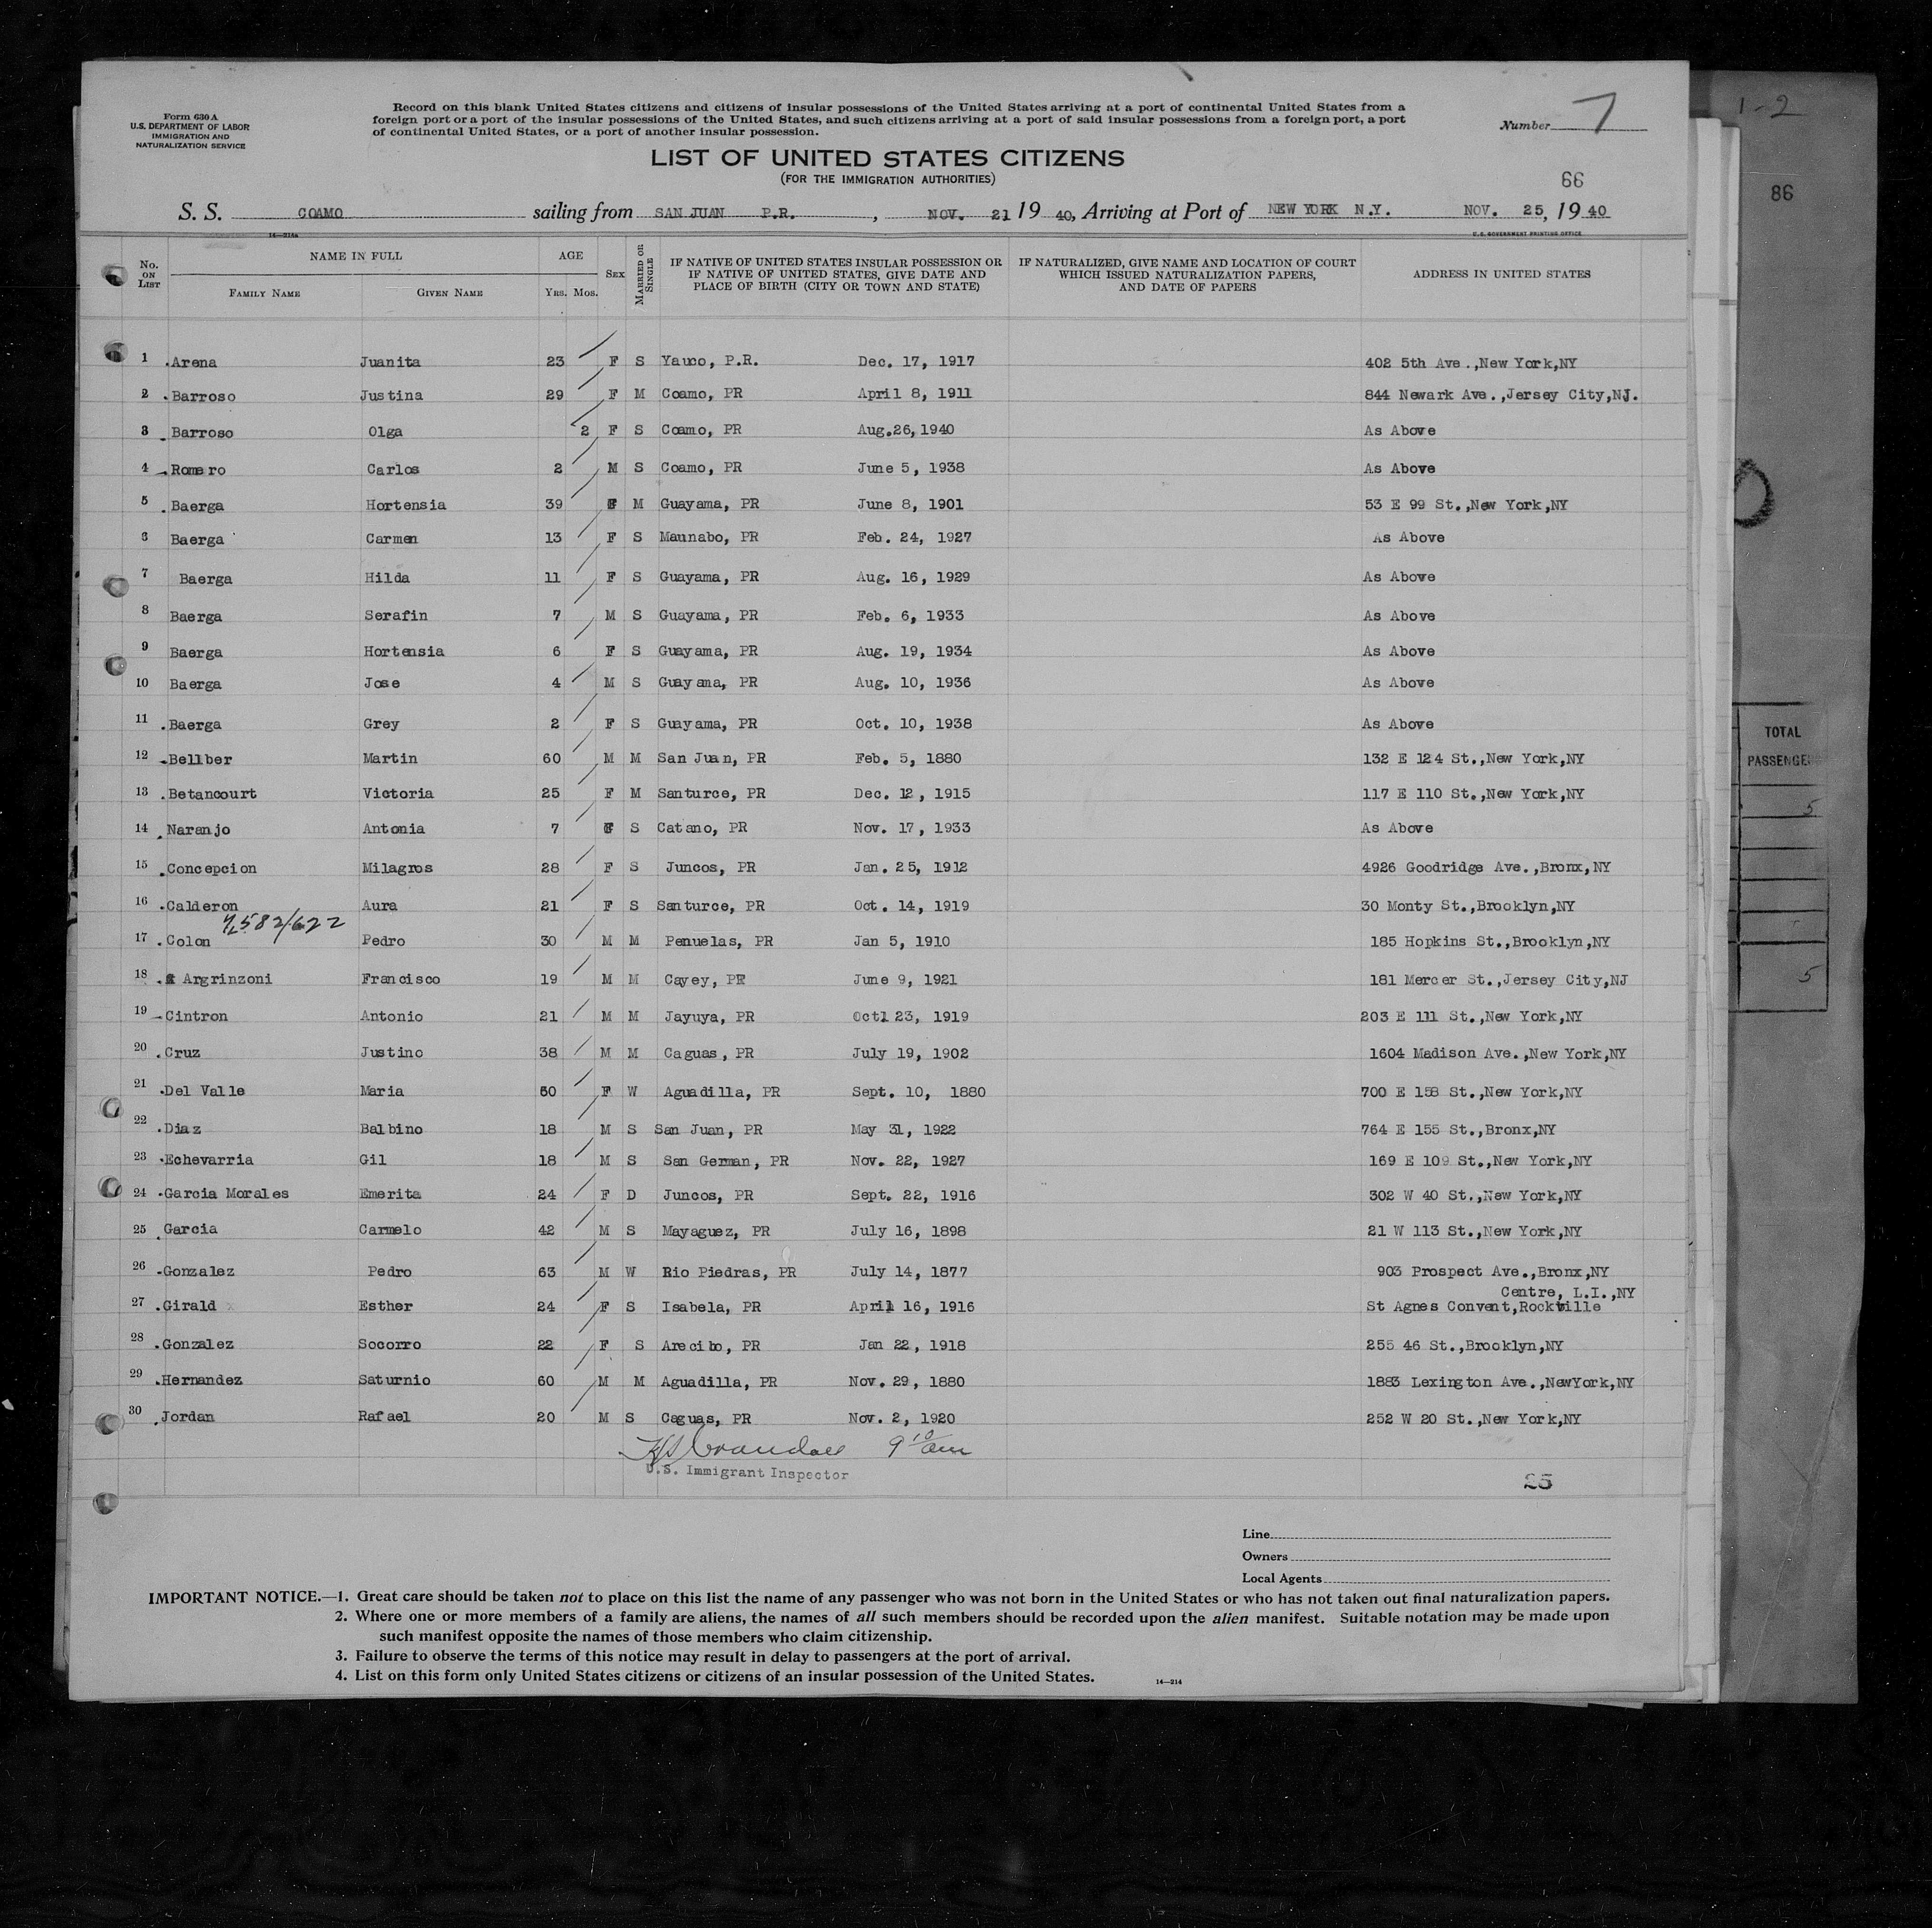 Form 630 A
U.S. DEPARTMENT OF LABOR
IMMIGRATION AND
NATURALIZATION SERVICE
Record on this blank United States citizens and citizens of insular possessions of the United States arriving at a port of continental United States from a
foreign port or a port of the insular possessions of the United States, and such citizens arriving at a port of said insular possessions from a foreign port, a port
of continental United States, or a port of another insular possession.
Number 7
1-2
LIST OF UNITED STATES CITIZENS
(FOR THE IMMIGRATION AUTHORITIES)
66
86
S. S. COAMO sailing from SAN JUAN P.R. , NOV. 21 19 40, Arriving at Port of NEW YORK N.Y. NOV. 25, 19 40
14—214a
U.S. GOVERNMENT PRINTING OFFICE
No. ON LIST
NAME IN FULL
FAMILY NAME GIVEN NAME
AGE
YRS. MOS.
SEX
MARRIED OR SINGLE
IF NATIVE OF UNITED STATES INSULAR POSSESSION OR
IF NATIVE OF UNITED STATES, GIVE DATE AND
PLACE OF BIRTH (CITY OR TOWN AND STATE)
IF NATURALIZED, GIVE NAME AND LOCATION OF COURT
WHICH ISSUED NATURALIZATION PAPERS,
AND DATE OF PAPERS
ADDRESS IN UNITED STATES
1 Arena Juanita 23 F S Yauco, P.R. Dec. 17, 1917 402 5th Ave.,New York,NY
2 Barroso Justina 29 F M Coamo, PR April 8, 1911 844 Newark Ave.,Jersey City,NJ.
3 Barroso Olga 2 F S Coamo, PR Aug.26,1940 As Above
4 Romero Carlos 2 M S Coamo, PR June 5, 1938 As Above
5 Baerga Hortensia 39 F M Guayama, PR June 8, 1901 53 E 99 St.,New York,NY
6 Baerga Carmen 13 F S Maunabo, PR Feb. 24, 1927 As Above
7 Baerga Hilda 11 F S Guayama, PR Aug. 16, 1929 As Above
8 Baerga Serafin 7 M S Guayama, PR Feb. 6, 1933 As Above
9 Baerga Hortensia 6 F S Guayama, PR Aug. 19, 1934 As Above
10 Baerga Jose 4 M S Guayama, PR Aug. 10, 1936 As Above
11 Baerga Grey 2 F S Guayama, PR Oct. 10, 1938 As Above
12 Bellber Martin 60 M M San Juan, PR Feb. 5, 1880 132 E 124 St.,New York,NY
13 Betancourt Victoria 25 F M Santurce, PR Dec. 12, 1915 117 E 110 St.,New York,NY
14 Naranjo Antonia 7 F S Catano, PR Nov. 17, 1933 As Above
15 Concepcion Milagros 28 F S Juncos, PR Jan. 25, 1912 4926 Goodridge Ave.,Bronx,NY
16 Calderon Aura 21 F S Santurce, PR Oct. 14, 1919 30 Monty St.,Brooklyn,NY
17 Colon Pedro 30 M M Penuelas, PR Jan 5, 1910 185 Hopkins St.,Brooklyn,NY
18 Argrinzoni Francisco 19 M M Cayey, PR June 9, 1921 181 Mercer St.,Jersey City,NJ
19 Cintron Antonio 21 M M Jayuya, PR Octl 23, 1919 203 E 111 St.,New York,NY
20 Cruz Justino 38 M M Caguas, PR July 19, 1902 1604 Madison Ave.,New York,NY
21 Del Valle Maria 60 F W Aguadilla, PR Sept. 10, 1880 700 E 158 St.,New York,NY
22 Diaz Balbino 18 M S San Juan, PR May 31, 1922 764 E 155 St.,Bronx,NY
23 Echevarria Gil 18 M S San German, PR Nov. 22, 1927 169 E 109 St.,New York,NY
24 Garcia Morales Emerita 24 F D Juncos, PR Sept. 22, 1916 302 W 40 St.,New York,NY
25 Garcia Carmelo 42 M S Mayaguez, PR July 16, 1898 21 W 113 St.,New York,NY
26 Gonzalez Pedro 63 M W Rio Piedras, PR July 14, 1877 903 Prospect Ave.,Bronx,NY
Centre, L.I.,NY
27 Girald Esther 24 F S Isabela, PR April 16, 1916 St Agnes Convent,Rockville
28 Gonzalez Socorro 22 F S Arecibo, PR Jan 22, 1918 255 46 St.,Brooklyn,NY
29 Hernandez Saturnio 60 M M Aguadilla, PR Nov. 29, 1880 1883 Lexington Ave.,NewYork,NY
30 Jordan Rafael 20 M S Caguas, PR Nov. 2, 1920 252 W 20 St.,New York,NY
9 10 am
U.S. Immigrant Inspector
25
Line
Owners
Local Agents
IMPORTANT NOTICE.—1. Great care should be taken not to place on this list the name of any passenger who was not born in the United States or who has not taken out final naturalization papers.
2. Where one or more members of a family are aliens, the names of all such members should be recorded upon the alien manifest. Suitable notation may be made upon
such manifest opposite the names of those members who claim citizenship.
3. Failure to observe the terms of this notice may result in delay to passengers at the port of arrival.
4. List on this form only United States citizens or citizens of an insular possession of the United States.
14—214
TOTAL
PASSENGERS
5
5